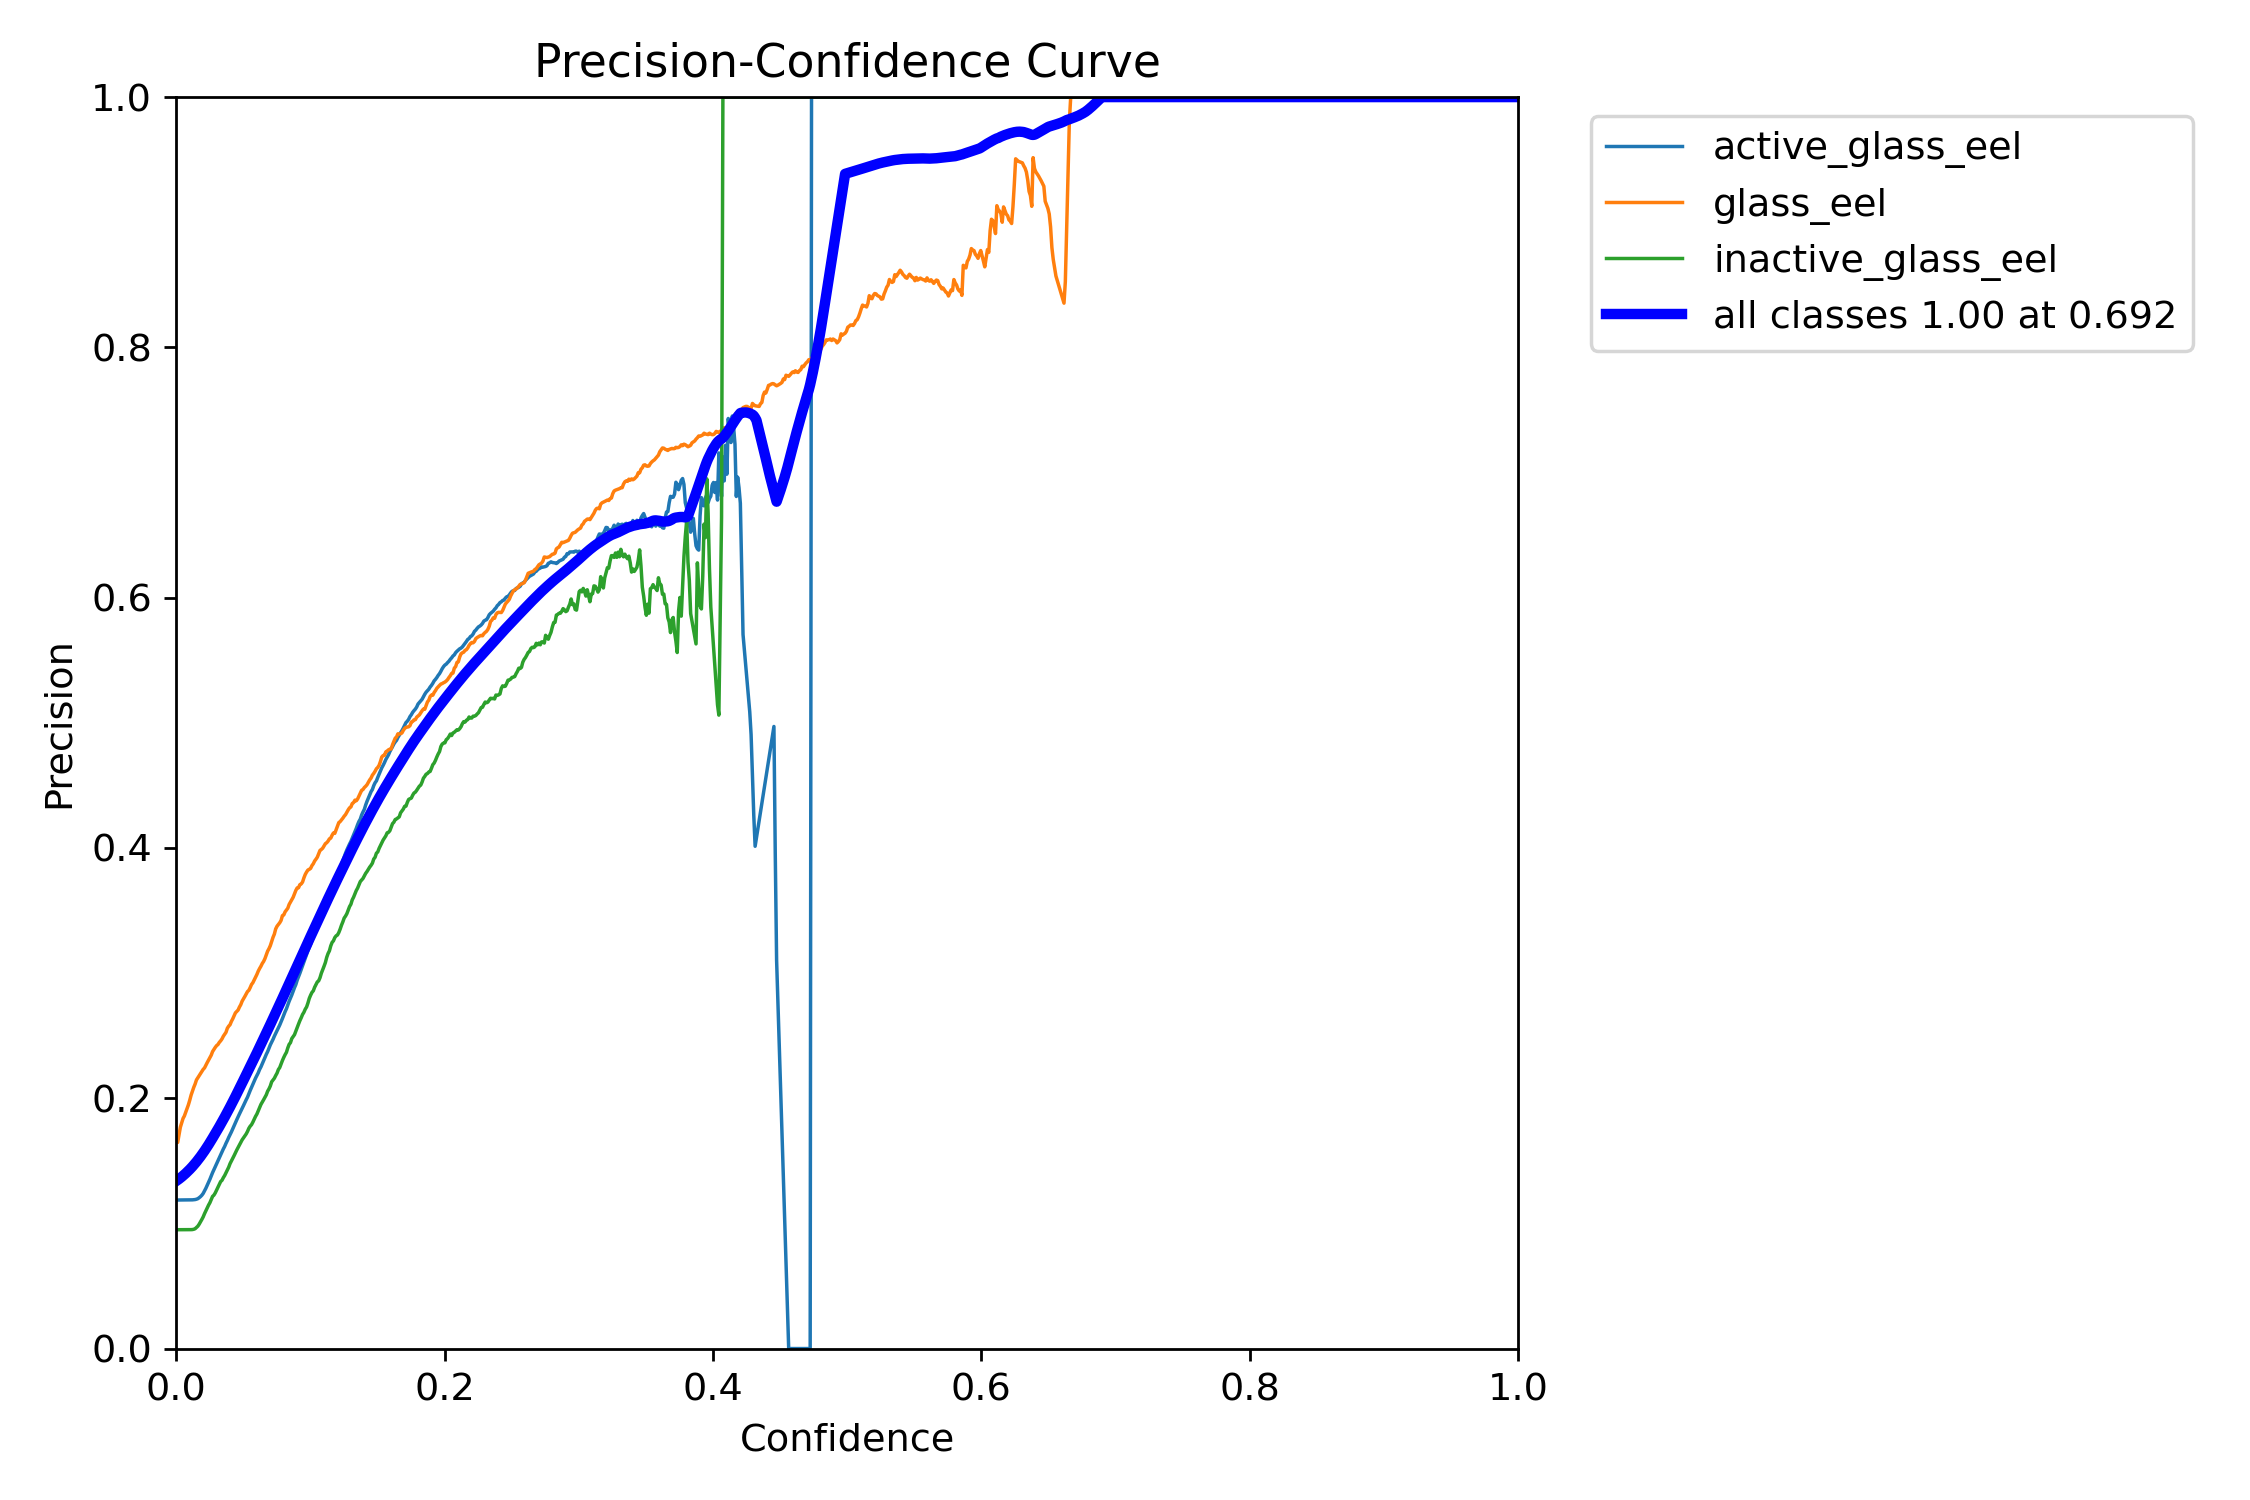 Precision-Confidence Curve
1.0
0.8
0.6
0.4
0.2
0.0
Precision
0.0 0.2 0.4 0.6 0.8 1.0
Confidence
active_glass_eel
glass_eel
inactive_glass_eel
all classes 1.00 at 0.692